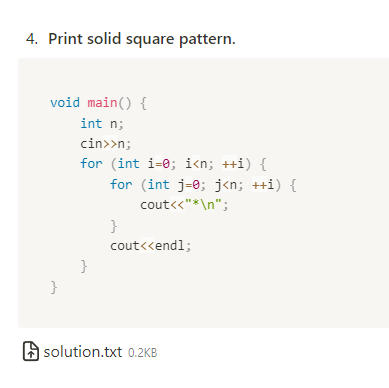 4. Print solid square pattern.
void main() {
    int n;
    cin>>n;
    for (int i=0; i<n; ++i) {
        for (int j=0; j<n; ++i) {
            cout<<"*\n";
        }
        cout<<endl;
    }
}
solution.txt 0.2KB